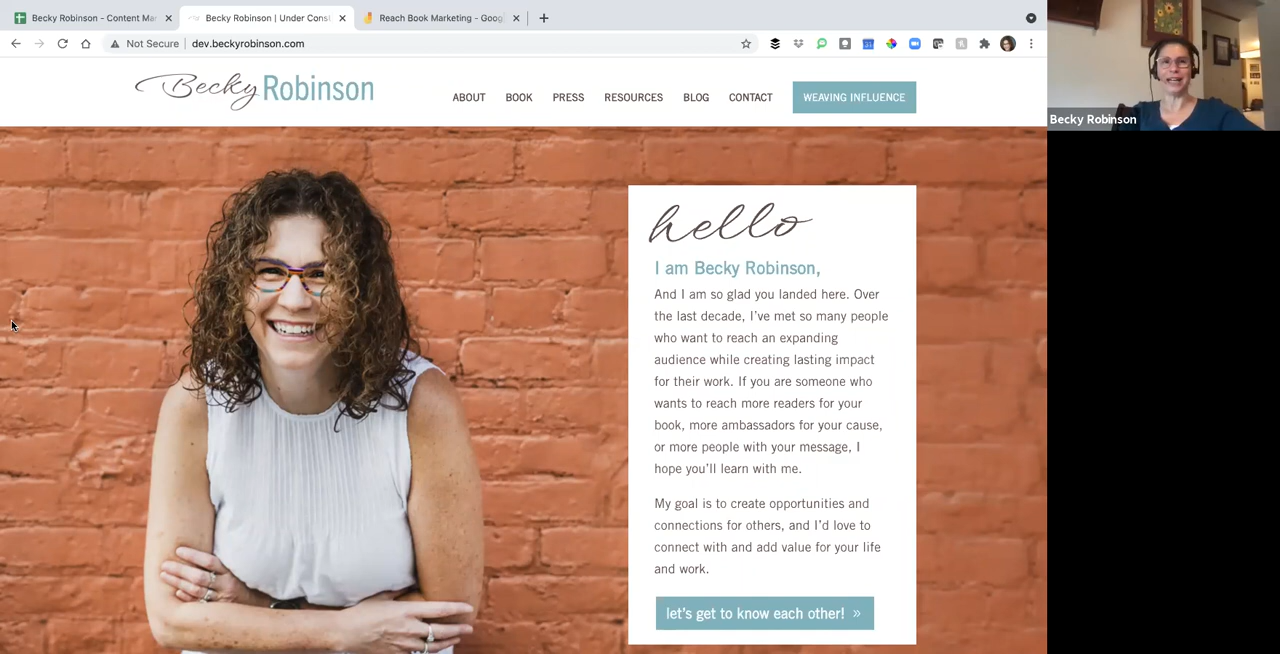 Becky Robinson - Content Ma
Becky Robinson | Under Const
Reach Book Marketing - Goog
Not Secure
dev.beckyrobinson.com
Becky Robinson
ABOUT
BOOK
PRESS
RESOURCES
BLOG
CONTACT
WEAVING INFLUENCE
Becky Robinson
hello
I am Becky Robinson,
And I am so glad you landed here. Over
the last decade, I've met so many people
who want to reach an expanding
audience while creating lasting impact
for their work. If you are someone who
wants to reach more readers for your
book, more ambassadors for your cause,
or more people with your message, I
hope you'll learn with me.
My goal is to create opportunities and
connections for others, and I'd love to
connect with and add value for your life
and work.
let's get to know each other! »